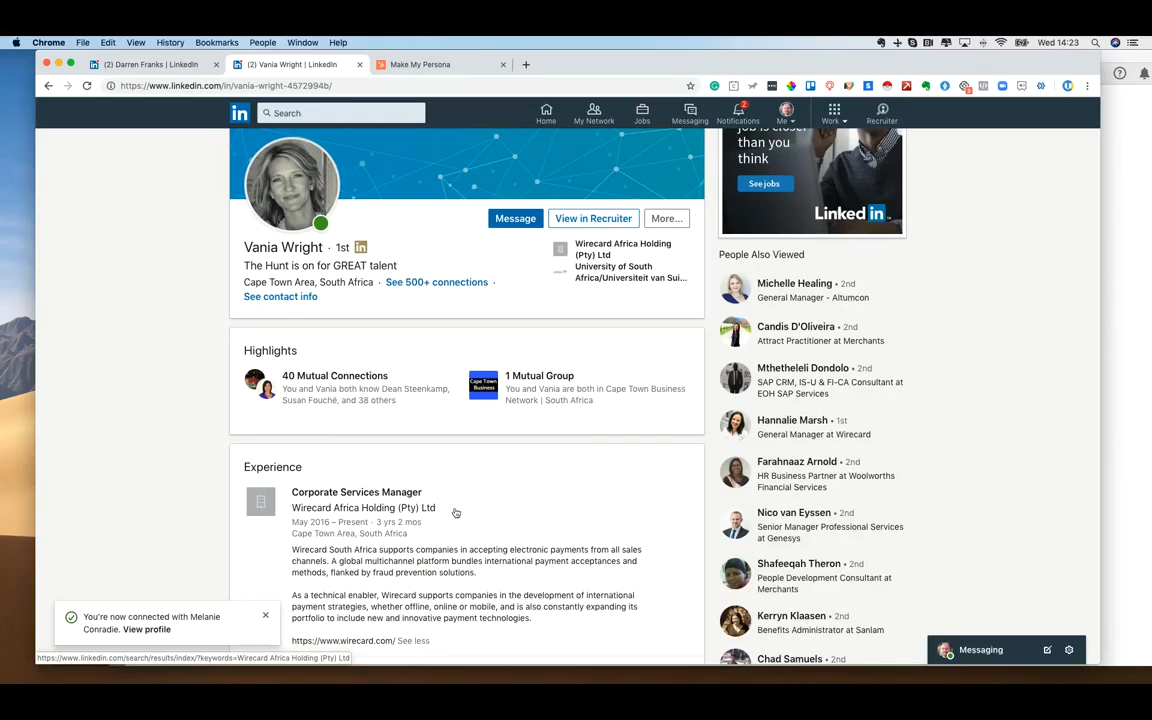 Chrome File Edit View History Bookmarks People Window Help
Wed 14:23
(2) Darren Franks | LinkedIn
(2) Vania Wright | LinkedIn
Make My Persona
https://www.linkedin.com/in/vania-wright-4572994b/
in
Search
Home
My Network
Jobs
Messaging
2
Notifications
Me
Work
Recruiter
job is closer
than you
think
See jobs
Linked in
Message
View in Recruiter
More...
Vania Wright · 1st in
The Hunt is on for GREAT talent
Cape Town Area, South Africa · See 500+ connections ·
See contact info
Wirecard Africa Holding
(Pty) Ltd
University of South
Africa/Universiteit van Sui...
Highlights
40 Mutual Connections
You and Vania both know Dean Steenkamp,
Susan Fouché, and 38 others
Cape Town
Business
1 Mutual Group
You and Vania are both in Cape Town Business
Network | South Africa
Experience
Corporate Services Manager
Wirecard Africa Holding (Pty) Ltd
May 2016 – Present · 3 yrs 2 mos
Cape Town Area, South Africa
Wirecard South Africa supports companies in accepting electronic payments from all sales
channels. A global multichannel platform bundles international payment acceptances and
methods, flanked by fraud prevention solutions.
As a technical enabler, Wirecard supports companies in the development of international
payment strategies, whether offline, online or mobile, and is also constantly expanding its
portfolio to include new and innovative payment technologies.
https://www.wirecard.com/ See less
People Also Viewed
Michelle Healing · 2nd
General Manager - Altumcon
Candis D'Oliveira · 2nd
Attract Practitioner at Merchants
Mthetheleli Dondolo · 2nd
SAP CRM, IS-U & FI-CA Consultant at
EOH SAP Services
Hannalie Marsh · 1st
General Manager at Wirecard
Farahnaaz Arnold · 2nd
HR Business Partner at Woolworths
Financial Services
Nico van Eyssen · 2nd
Senior Manager Professional Services
at Genesys
Shafeeqah Theron · 2nd
People Development Consultant at
Merchants
Kerryn Klaasen · 2nd
Benefits Administrator at Sanlam
Chad Samuels · 2nd
You're now connected with Melanie
Conradie. View profile
https://www.linkedin.com/search/results/index/?keywords=Wirecard Africa Holding (Pty) Ltd
Messaging